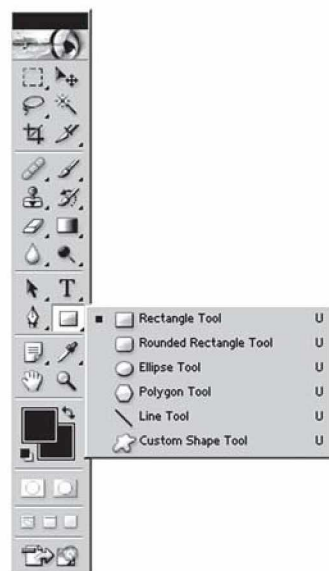 T
Rectangle Tool U
Rounded Rectangle Tool U
Ellipse Tool U
Polygon Tool U
Line Tool U
Custom Shape Tool U